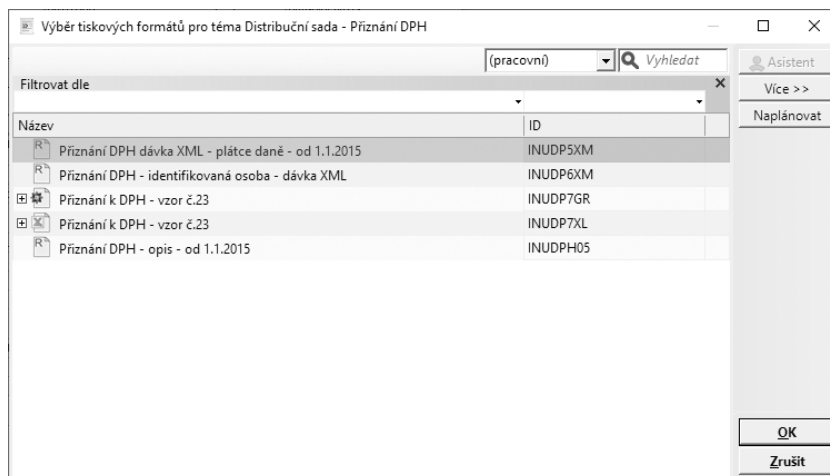 Výběr tiskových formátů pro téma Distribuční sada - Přiznání DPH
(pracovní) Vyhledat
Asistent
Filtrovat dle
Více >>
Naplánovat
Název ID
Přiznání DPH dávka XML - plátce daně - od 1.1.2015 INUDP5XM
Přiznání DPH - identifikovaná osoba - dávka XML INUDP6XM
Přiznání k DPH - vzor č.23 INUDP7GR
Přiznání k DPH - vzor č.23 INUDP7XL
Přiznání DPH - opis - od 1.1.2015 INUDPH05
OK
Zrušit